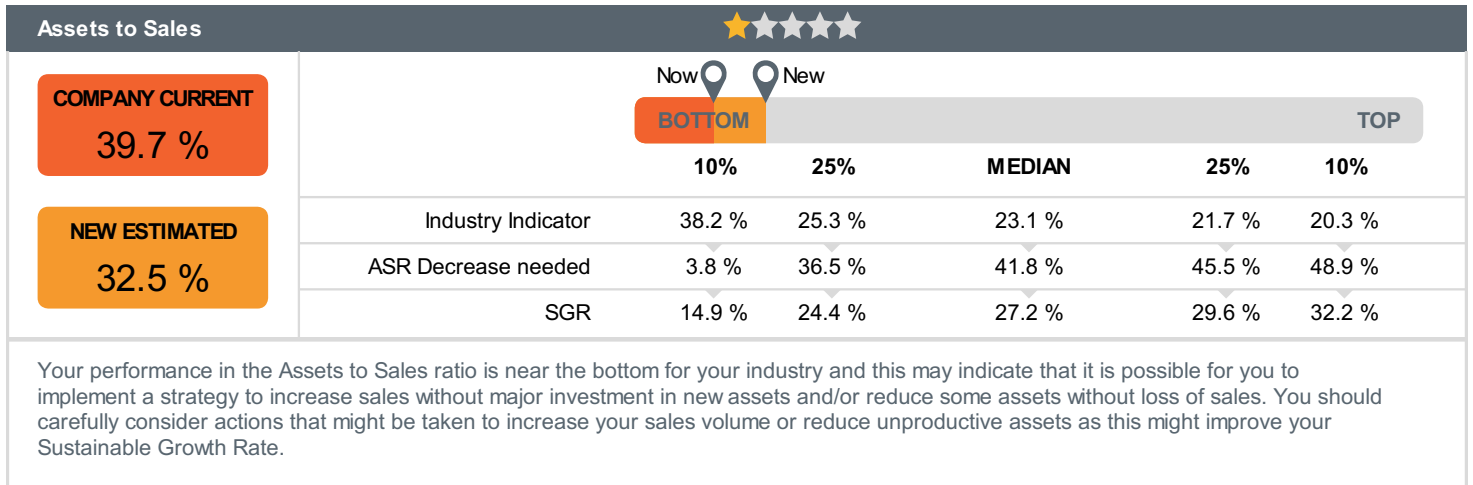 Assets to Sales
COMPANY CURRENT
39.7 %
NEW ESTIMATED
32.5 %
Now New
BOTTOM TOP
10% 25% MEDIAN 25% 10%
Industry Indicator 38.2 % 25.3 % 23.1 % 21.7 % 20.3 %
ASR Decrease needed 3.8 % 36.5 % 41.8 % 45.5 % 48.9 %
SGR 14.9 % 24.4 % 27.2 % 29.6 % 32.2 %
Your performance in the Assets to Sales ratio is near the bottom for your industry and this may indicate that it is possible for you to
implement a strategy to increase sales without major investment in new assets and/or reduce some assets without loss of sales. You should
carefully consider actions that might be taken to increase your sales volume or reduce unproductive assets as this might improve your
Sustainable Growth Rate.